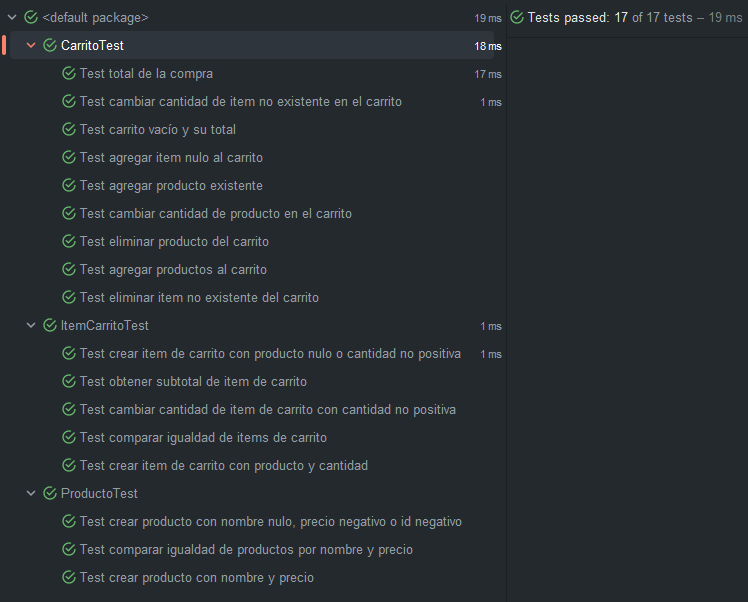 <default package> 19 ms
Tests passed: 17 of 17 tests – 19 ms
CarritoTest 18 ms
Test total de la compra 17 ms
Test cambiar cantidad de item no existente en el carrito 1 ms
Test carrito vacío y su total
Test agregar item nulo al carrito
Test agregar producto existente
Test cambiar cantidad de producto en el carrito
Test eliminar producto del carrito
Test agregar productos al carrito
Test eliminar item no existente del carrito
ItemCarritoTest 1 ms
Test crear item de carrito con producto nulo o cantidad no positiva 1 ms
Test obtener subtotal de item de carrito
Test cambiar cantidad de item de carrito con cantidad no positiva
Test comparar igualdad de items de carrito
Test crear item de carrito con producto y cantidad
ProductoTest
Test crear producto con nombre nulo, precio negativo o id negativo
Test comparar igualdad de productos por nombre y precio
Test crear producto con nombre y precio